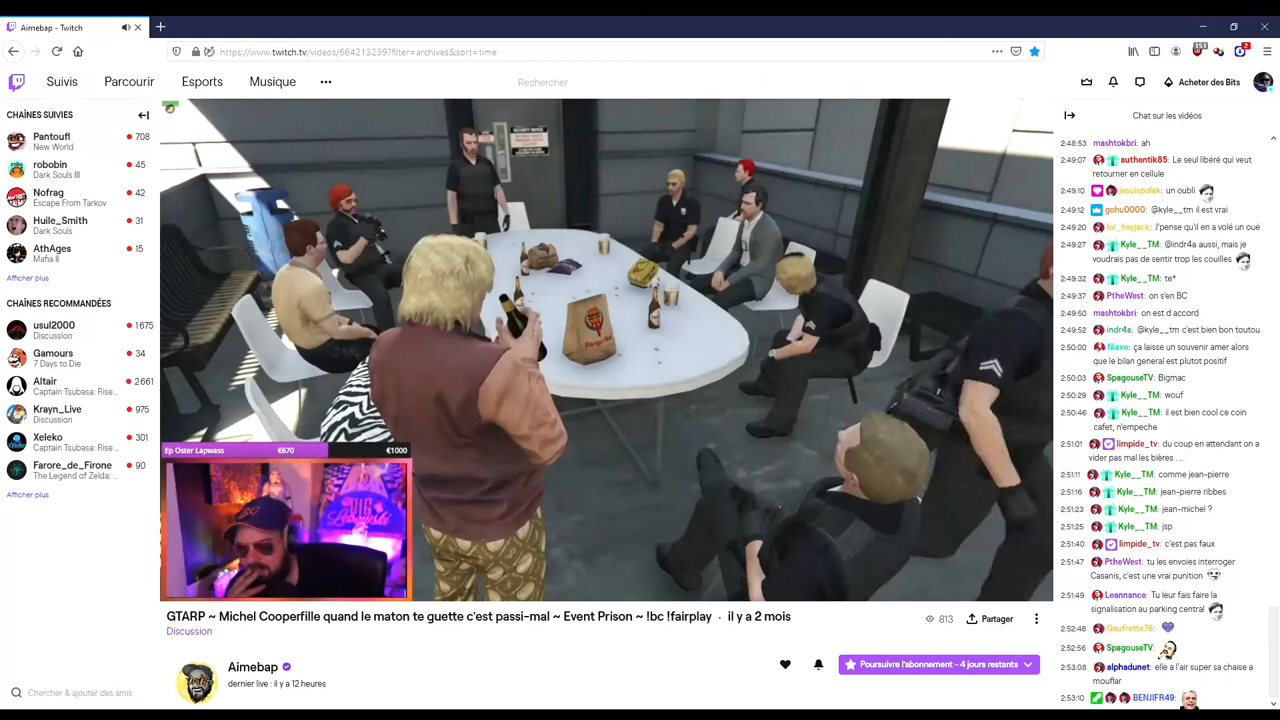 Aimebap - Twitch
https://www.twitch.tv/videos/664213239?filter=archives&sort=time
Suivis
Parcourir
Esports
Musique
Rechercher
Acheter des Bits
CHAÎNES SUIVIES
Pantoufl
708
New World
robobin
45
Dark Souls III
Nofrag
42
Escape From Tarkov
Huile_Smith
31
Dark Souls
AthAges
15
Mafia II
Afficher plus
CHAÎNES RECOMMANDÉES
usul2000
1 675
Discussion
Gamours
34
7 Days to Die
Altair
2 661
Captain Tsubasa: Rise...
Krayn_Live
975
Discussion
Xeleko
301
Captain Tsubasa: Rise...
Farore_de_Firone
90
The Legend of Zelda: ...
Afficher plus
Chercher & ajouter des amis
SECURITY NOTICE
Ep Oster Lapwass
€670
€1000
BIG
Lebowski
GTARP ~ Michel Cooperfille quand le maton te guette c'est passi-mal ~ Event Prison ~ !bc !fairplay · il y a 2 mois
Discussion
813
Partager
Aimebap
dernier live : il y a 12 heures
Poursuivre l'abonnement – 4 jours restants
Chat sur les vidéos
2:48:53 mashtokbri: ah
2:49:07 authentik85: Le seul libéré qui veut
retourner en cellule
2:49:10 jesuispolsk: un oubli
2:49:12 gohu0000: @kyle__tm il est vrai
2:49:20 lol_hayjack: J'pense qu'il en a volé un oué
2:49:27 Kyle__TM: @indr4a aussi, mais je
voudrais pas de sentir trop les couilles
2:49:32 Kyle__TM: te*
2:49:37 PtheWest: on s'en BC
mashtokbri: on est d accord
2:49:52 indr4a: @kyle__tm c'est bien bon toutou
2:50:00 Niaxo: ça laisse un souvenir amer alors
que le bilan general est plutot positif
2:50:03 SpagouseTV: Bigmac
2:50:29 Kyle__TM: wouf
2:50:46 Kyle__TM: il est bien cool ce coin
cafet, n'empeche
2:51:01 limpide_tv: du coup en attendant on a
vider pas mal les bières . ...
2:51:11 Kyle__TM: comme jean-pierre
2:51:16 Kyle__TM: jean-pierre ribbes
2:51:23 Kyle__TM: jean-michel ?
2:51:25 Kyle__TM: jsp
2:51:40 limpide_tv: c'est pas faux
2:51:47 PtheWest: tu les envoies interroger
Casanis, c'est une vrai punition
2:51:49 Leannance: Tu leur fais faire la
signalisation au parking central
2:52:48 Gaufrette76:
2:52:56 SpagouseTV:
2:53:08 alphadunet: elle a l'air super sa chaise a
mouflar
2:53:10 BENJIFR49: